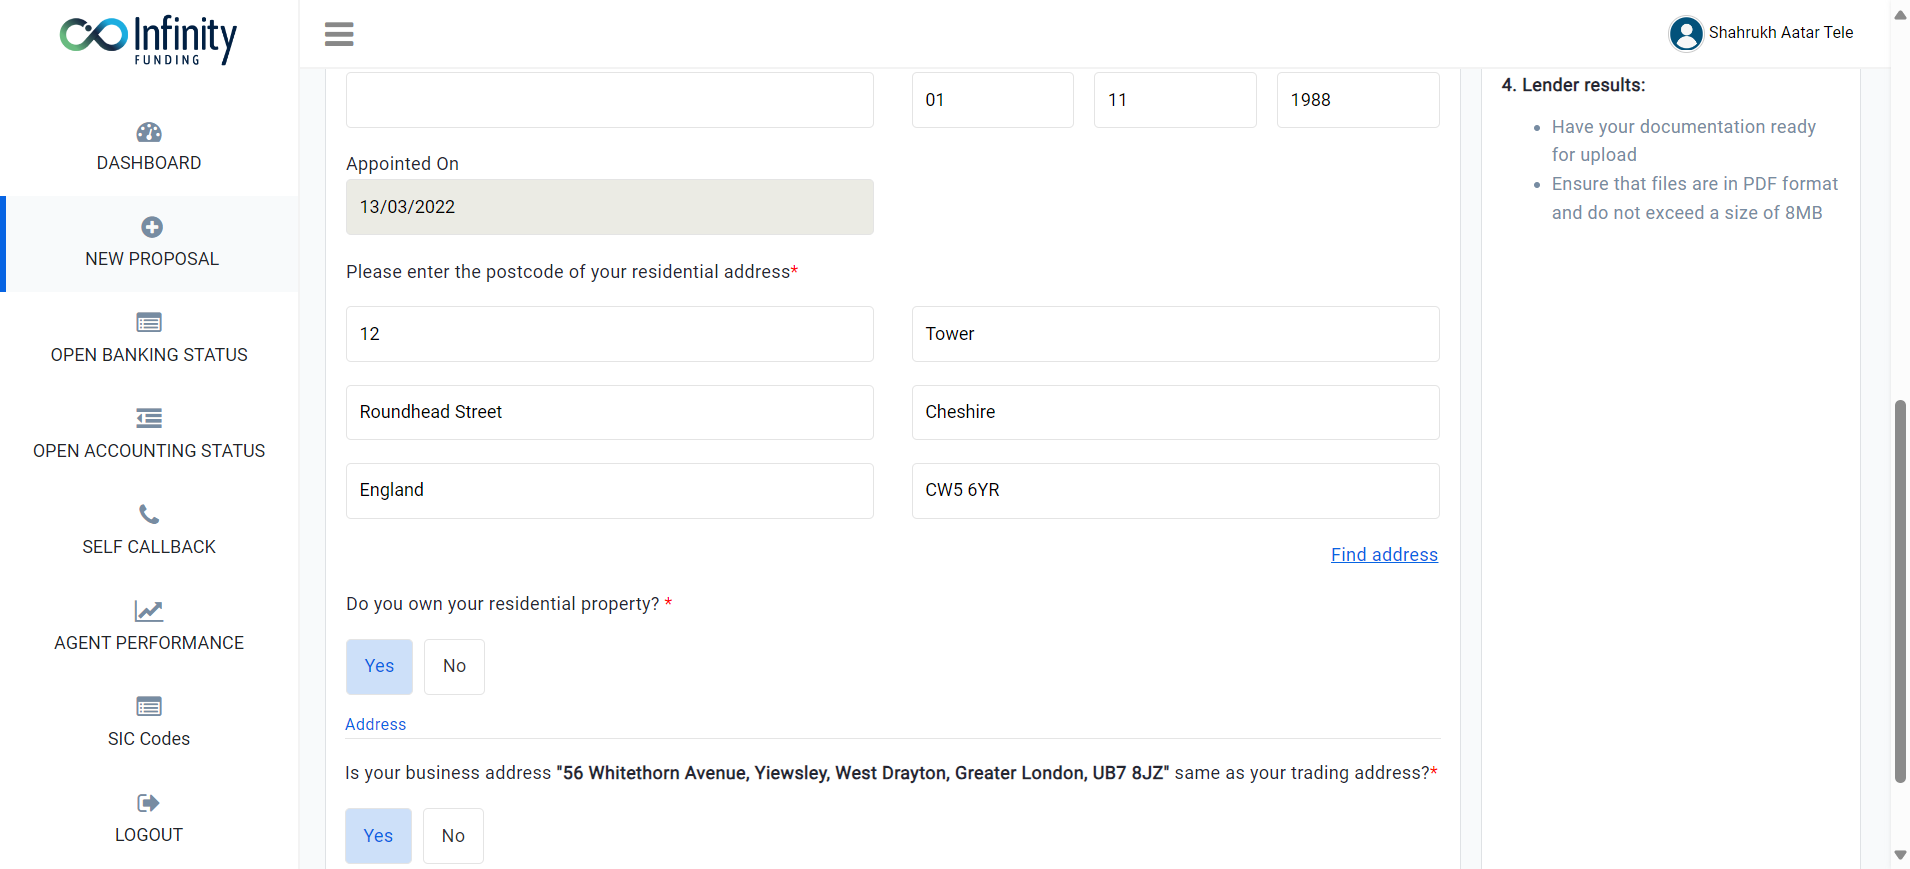 Infinity
FUNDING
Shahrukh Aatar Tele
DASHBOARD
NEW PROPOSAL
OPEN BANKING STATUS
OPEN ACCOUNTING STATUS
SELF CALLBACK
AGENT PERFORMANCE
SIC Codes
LOGOUT
01 11 1988
Appointed On
13/03/2022
Please enter the postcode of your residential address*
12 Tower
Roundhead Street Cheshire
England CW5 6YR
Find address
Do you own your residential property? *
Yes No
Address
Is your business address "56 Whitethorn Avenue, Yiewsley, West Drayton, Greater London, UB7 8JZ" same as your trading address?*
Yes No
4. Lender results:
• Have your documentation ready
for upload
• Ensure that files are in PDF format
and do not exceed a size of 8MB